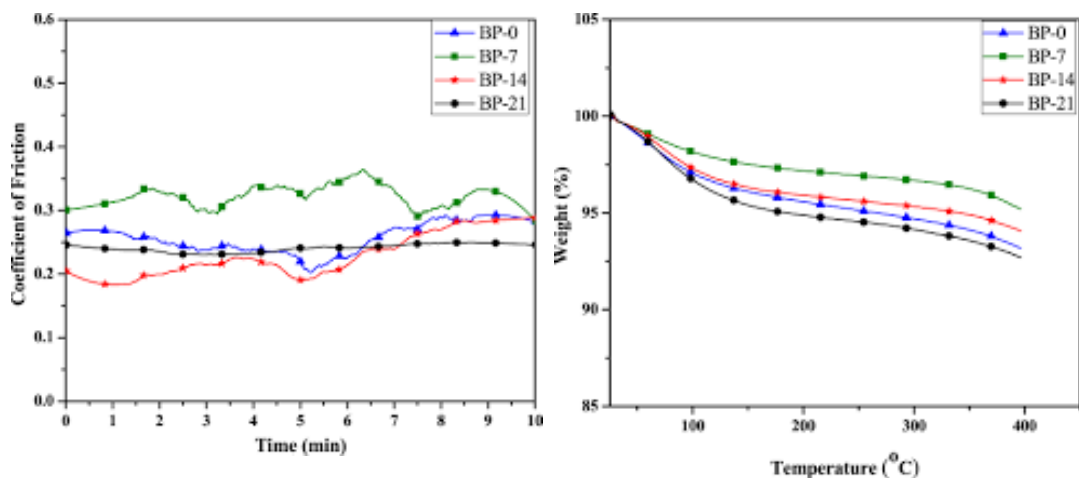 0.6
0.5
0.4
0.3
0.2
0.1
0.0
Coefficient of Friction
BP-0
BP-7
BP-14
BP-21
0 1 2 3 4 5 6 7 8 9 10
Time (min)
105
100
95
90
85
Weight (%)
BP-0
BP-7
BP-14
BP-21
100 200 300 400
Temperature (°C)